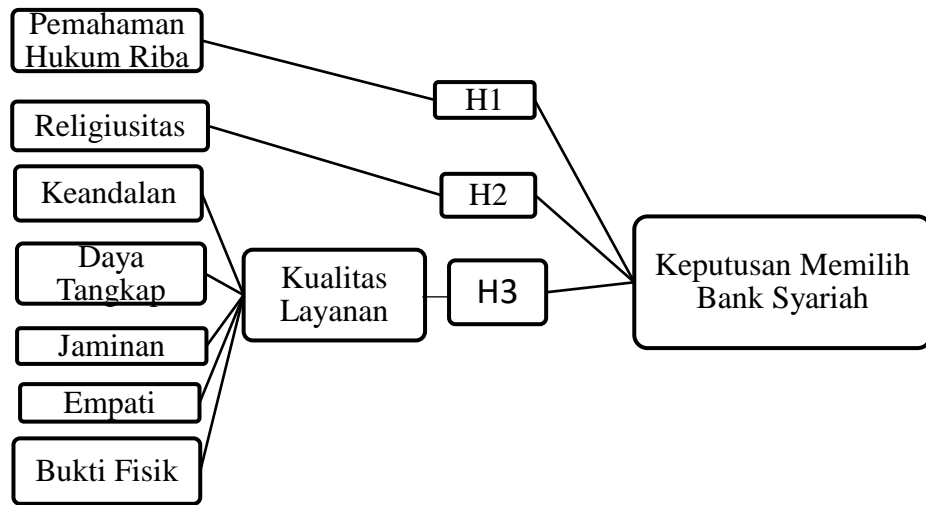 Pemahaman
Hukum Riba
H1
Religiusitas
H2
Keandalan
Daya
Tangkap
Kualitas
Layanan
H3
Keputusan Memilih
Bank Syariah
Jaminan
Empati
Bukti Fisik